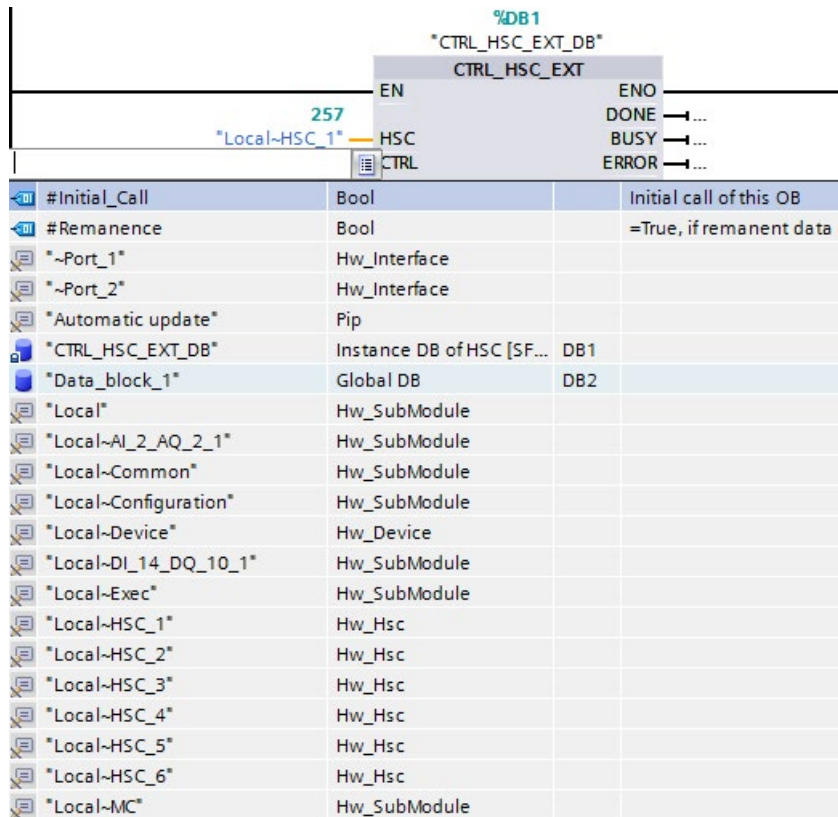 %DB1
"CTRL_HSC_EXT_DB"
CTRL_HSC_EXT
EN ENO
257 DONE ...
"Local~HSC_1" HSC BUSY ...
CTRL ERROR ...
#Initial_Call Bool Initial call of this OB
#Remanence Bool =True, if remanent data
"~Port_1" Hw_Interface
"~Port_2" Hw_Interface
"Automatic update" Pip
"CTRL_HSC_EXT_DB" Instance DB of HSC [SF... DB1
"Data_block_1" Global DB DB2
"Local" Hw_SubModule
"Local~AI_2_AQ_2_1" Hw_SubModule
"Local~Common" Hw_SubModule
"Local~Configuration" Hw_SubModule
"Local~Device" Hw_Device
"Local~DI_14_DQ_10_1" Hw_SubModule
"Local~Exec" Hw_SubModule
"Local~HSC_1" Hw_Hsc
"Local~HSC_2" Hw_Hsc
"Local~HSC_3" Hw_Hsc
"Local~HSC_4" Hw_Hsc
"Local~HSC_5" Hw_Hsc
"Local~HSC_6" Hw_Hsc
"Local~MC" Hw_SubModule